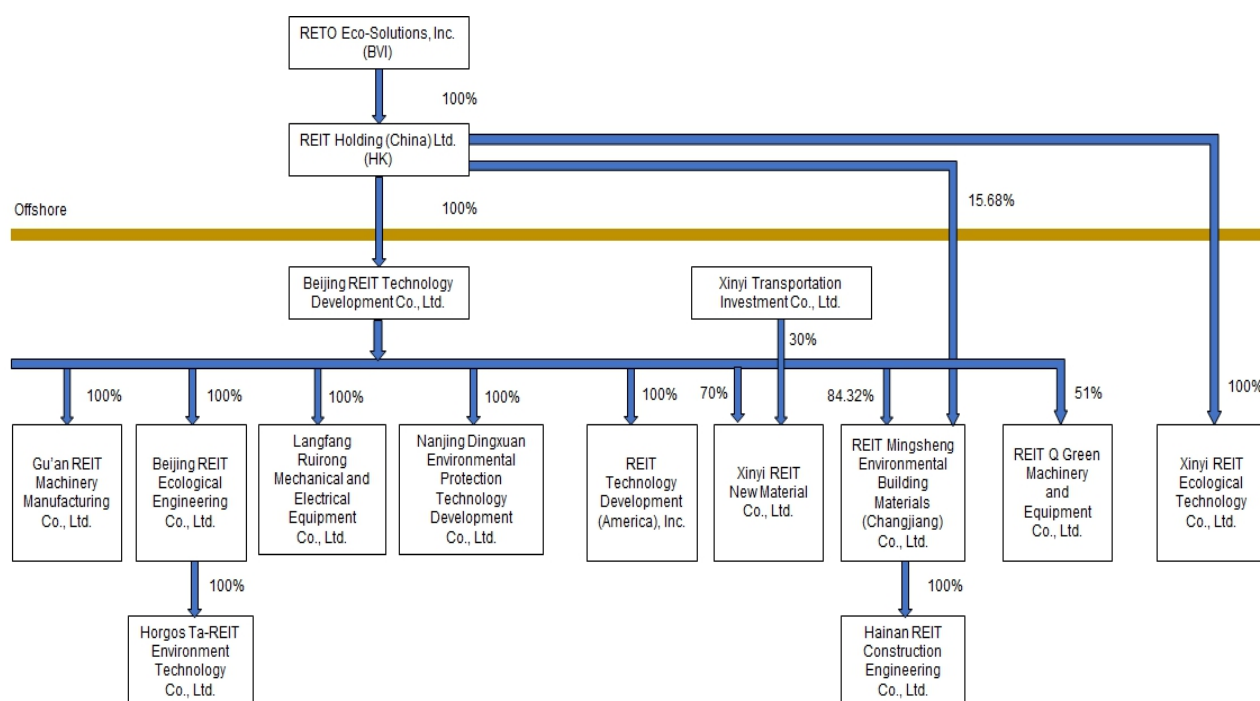 RETO Eco-Solutions, Inc.
(BVI)
100%
REIT Holding (China) Ltd.
(HK)
Offshore
100%
15.68%
Beijing REIT Technology
Development Co., Ltd.
Xinyi Transportation
Investment Co., Ltd.
30%
100%
100%
100%
100%
100%
70%
84.32%
51%
100%
Gu'an REIT
Machinery
Manufacturing
Co., Ltd.
Beijing REIT
Ecological
Engineering
Co., Ltd.
Langfang
Ruirong
Mechanical and
Electrical
Equipment
Co., Ltd.
Nanjing Dingxuan
Environmental
Protection
Technology
Development
Co., Ltd.
REIT
Technology
Development
(America), Inc.
Xinyi REIT
New Material
Co., Ltd.
REIT Mingsheng
Environmental
Building
Materials
(Changjiang)
Co., Ltd.
REIT Q Green
Machinery
and
Equipment
Co., Ltd.
Xinyi REIT
Ecological
Technology
Co., Ltd.
100%
100%
Horgos Ta-REIT
Environment
Technology
Co., Ltd.
Hainan REIT
Construction
Engineering
Co., Ltd.